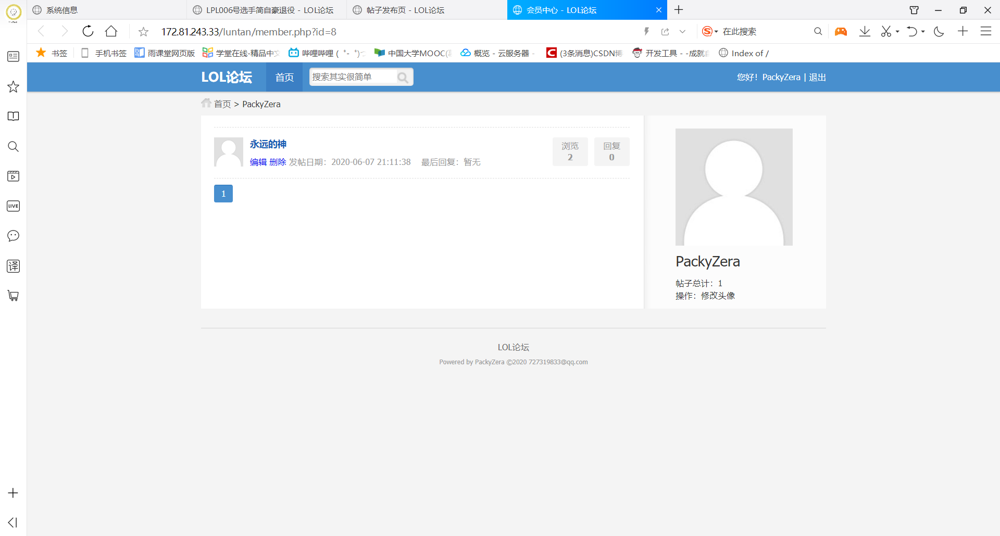 系统信息
LPL006号选手简自豪退役 - LOL论坛
帖子发布页 - LOL论坛
会员中心 - LOL论坛
172.81.243.33/luntan/member.php?id=8
在此搜索
书签
手机书签
雨课堂网页版
学堂在线-精品中文
哔哩哔哩 ( ゜- ゜)つ
中国大学MOOC(
概览 - 云服务器 -
(3条消息)CSDN博
开发工具 - -成就自
Index of /
LOL论坛
首页
搜索其实很简单
您好！PackyZera | 退出
首页 > PackyZera
永远的神
编辑 删除 发帖日期：2020-06-07 21:11:38 最后回复：暂无
浏览
2
回复
0
1
PackyZera
帖子总计：1
操作：修改头像
LOL论坛
Powered by PackyZera ©2020 727319833@qq.com
LIVE
译